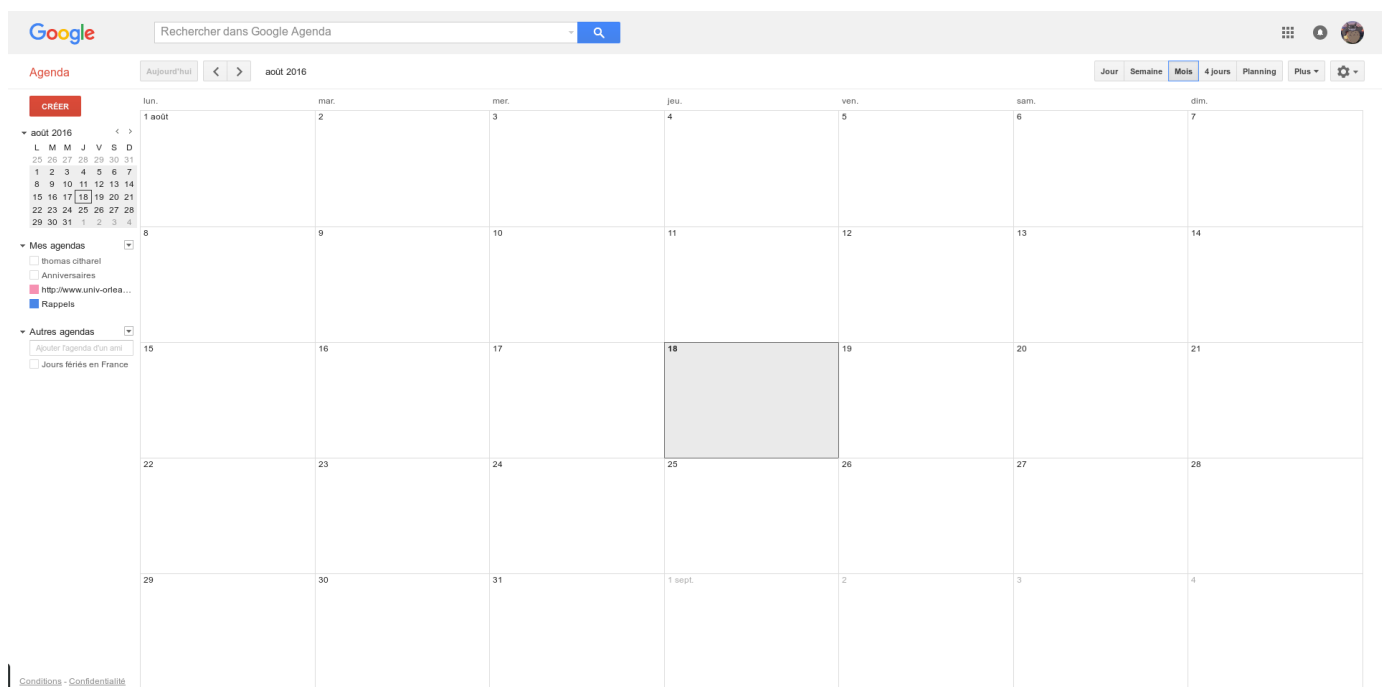 Google
Rechercher dans Google Agenda
Agenda
Aujourd'hui
août 2016
Jour Semaine Mois 4 jours Planning Plus
CRÉER
août 2016
L M M J V S D
25 26 27 28 29 30 31
1 2 3 4 5 6 7
8 9 10 11 12 13 14
15 16 17 18 19 20 21
22 23 24 25 26 27 28
29 30 31 1 2 3 4
Mes agendas
thomas citharel
Anniversaires
http://www.univ-orlea...
Rappels
Autres agendas
Ajouter l'agenda d'un ami
Jours fériés en France
Conditions - Confidentialité
lun. mar. mer. jeu. ven. sam. dim.
1 août 2 3 4 5 6 7
8 9 10 11 12 13 14
15 16 17 18 19 20 21
22 23 24 25 26 27 28
29 30 31 1 sept. 2 3 4